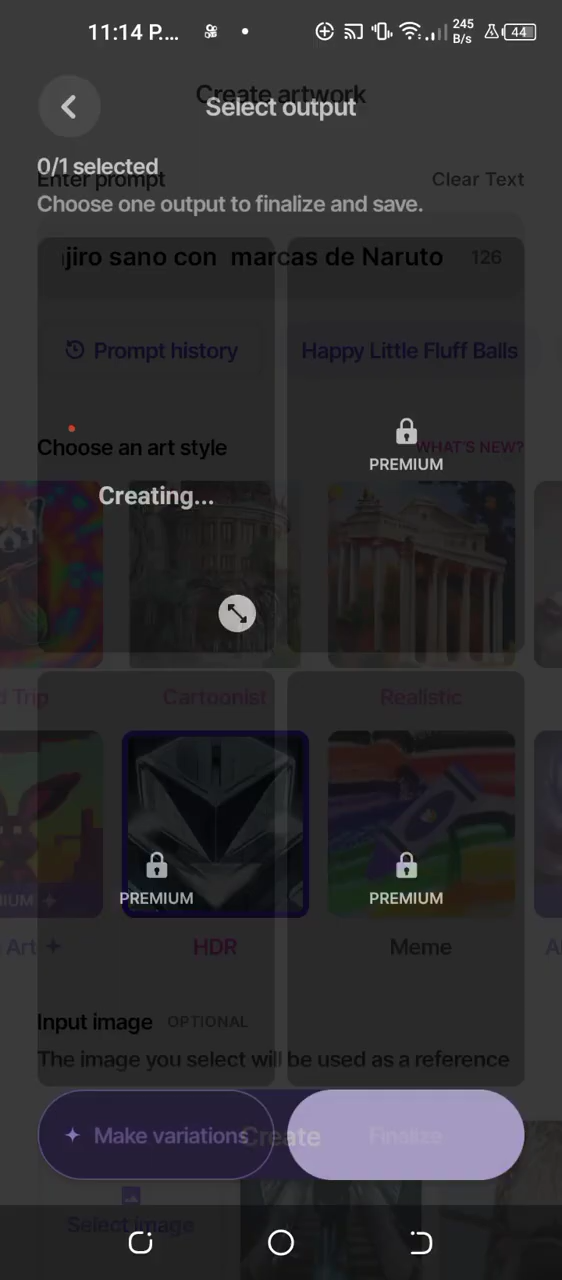 11:14 P.... 245 B/s 44
Create artwork
Select output
0/1 selected
Enter prompt Clear Text
Choose one output to finalize and save.
jiro sano con marcas de Naruto 126
Prompt history Happy Little Fluff Balls
Choose an art style WHAT'S NEW?
PREMIUM
Creating...
d Trip Cartoonist Realistic
IUM
PREMIUM PREMIUM
Art HDR Meme
Input image OPTIONAL
The image you select will be used as a reference
Make variations Create Finalize
Select image